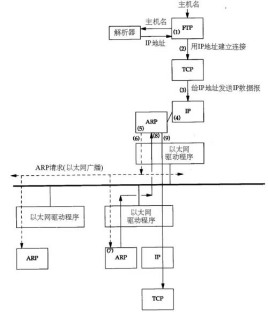 主机名
主机名
解析器
(1)
FTP
IP地址
(2)
用IP地址建立连接
TCP
(3)
给IP地址发送IP数据报
IP
(4)
ARP
(5)
(6)
(8)
(9)
以太网
驱动程序
ARP请求(以太网广播)
以太网
驱动程序
以太网
驱动程序
ARP
(7)
ARP
IP
TCP